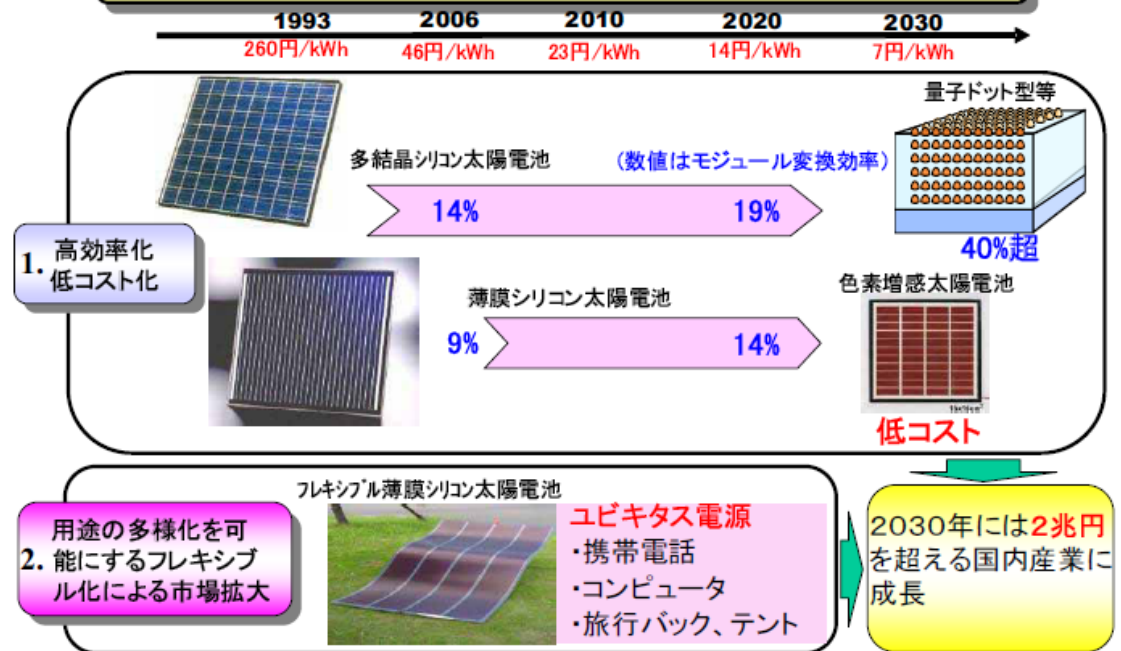 1993 2006 2010 2020 2030
260円/kWh 46円/kWh 23円/kWh 14円/kWh 7円/kWh
量子ドット型等
多結晶シリコン太陽電池 (数値はモジュール変換効率)
14% 19%
40%超
1. 高効率化
低コスト化
薄膜シリコン太陽電池
色素増感太陽電池
9% 14%
低コスト
フレキシブル薄膜シリコン太陽電池
2. 用途の多様化を可
能にするフレキシブ
ル化による市場拡大
ユビキタス電源
・携帯電話
・コンピュータ
・旅行バック、テント
2030年には2兆円
を超える国内産業に
成長